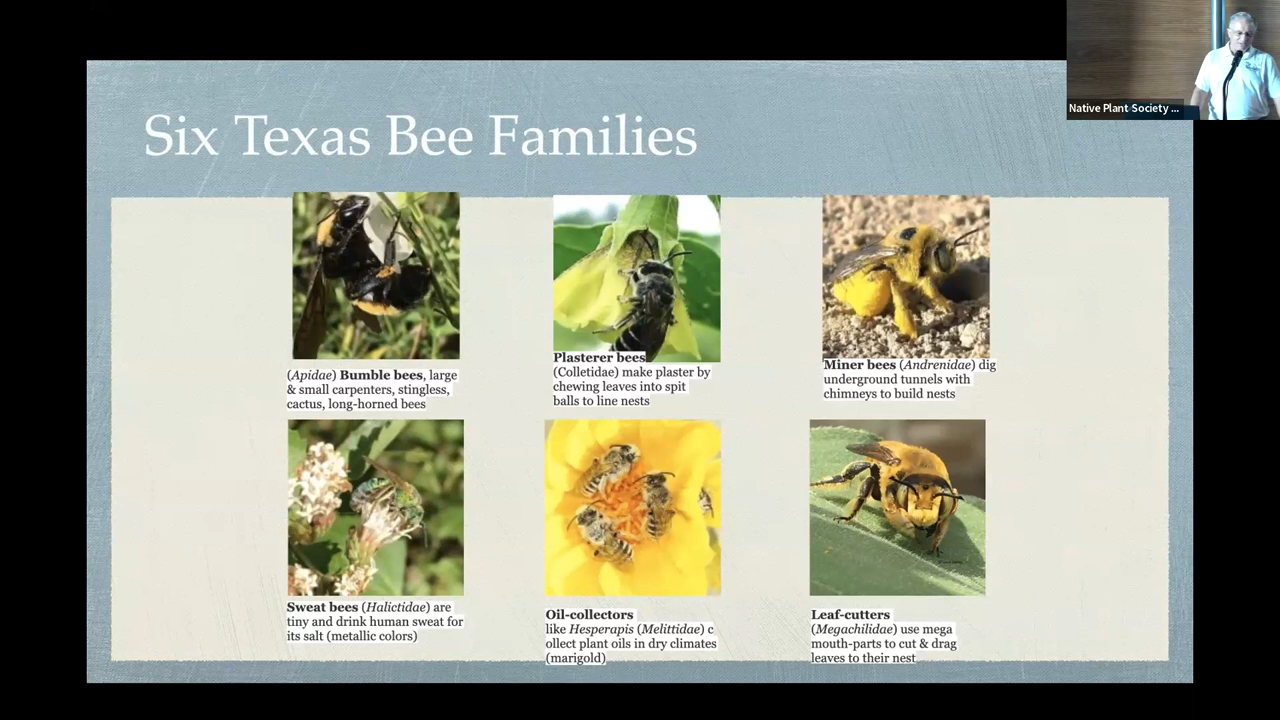 Native Plant Society ...
Six Texas Bee Families
(Apidae) Bumble bees, large
& small carpenters, stingless,
cactus, long-horned bees
Plasterer bees
(Colletidae) make plaster by
chewing leaves into spit
balls to line nests
Miner bees (Andrenidae) dig
underground tunnels with
chimneys to build nests
Sweat bees (Halictidae) are
tiny and drink human sweat for
its salt (metallic colors)
Oil-collectors
like Hesperapis (Melittidae) c
ollect plant oils in dry climates
(marigold)
Leaf-cutters
(Megachilidae) use mega
mouth-parts to cut & drag
leaves to their nest